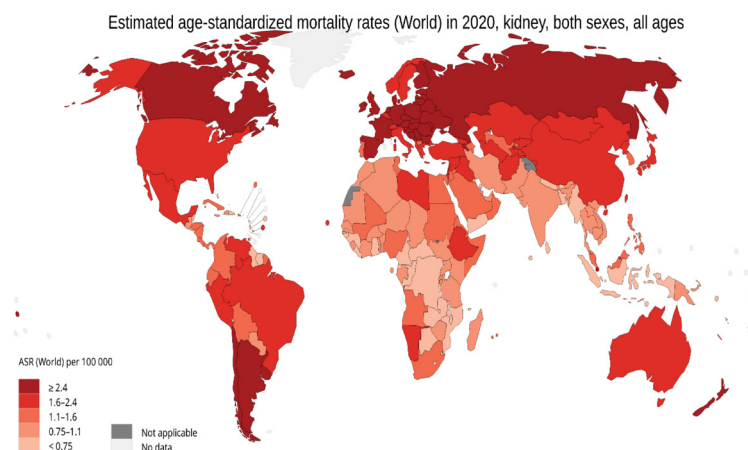 Estimated age-standardized mortality rates (World) in 2020, kidney, both sexes, all ages
ASR (World) per 100 000
≥ 2.4
1.6–2.4
1.1–1.6
0.75–1.1
< 0.75
Not applicable
No data